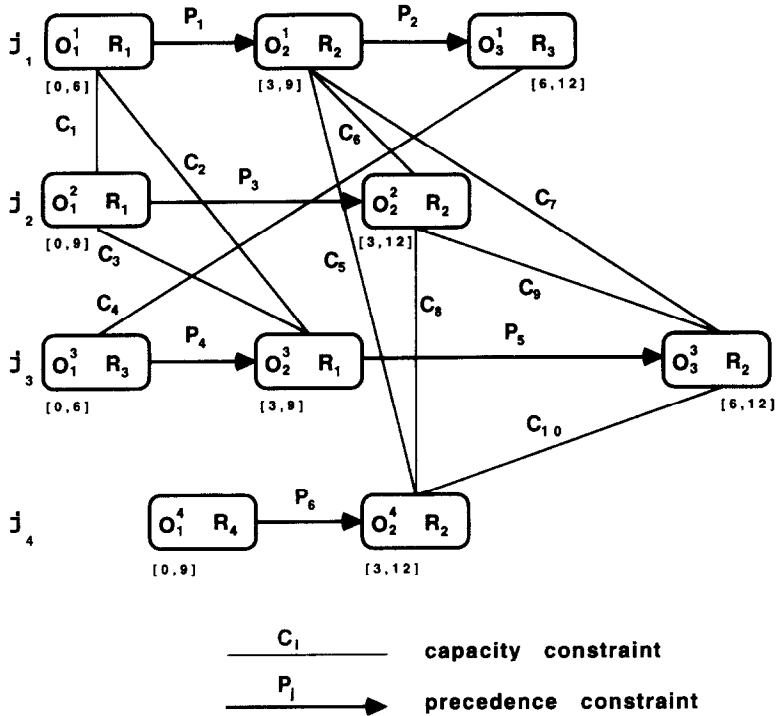 P₁ P₂
j₁ O₁¹ R₁ O₂¹ R₂ O₃¹ R₃
[0,6] [3,9] [6,12]
C₁ C₂ C₆
P₃ C₇
j₂ O₁² R₁ O₂² R₂
[0,9] [3,12]
C₃ C₅ C₉
C₄ C₈
P₄ P₅
j₃ O₁³ R₃ O₂³ R₁ O₃³ R₂
[0,6] [3,9] [6,12]
C₁₀
P₆
j₄ O₁⁴ R₄ O₂⁴ R₂
[0,9] [3,12]
Cᵢ capacity constraint
Pⱼ precedence constraint